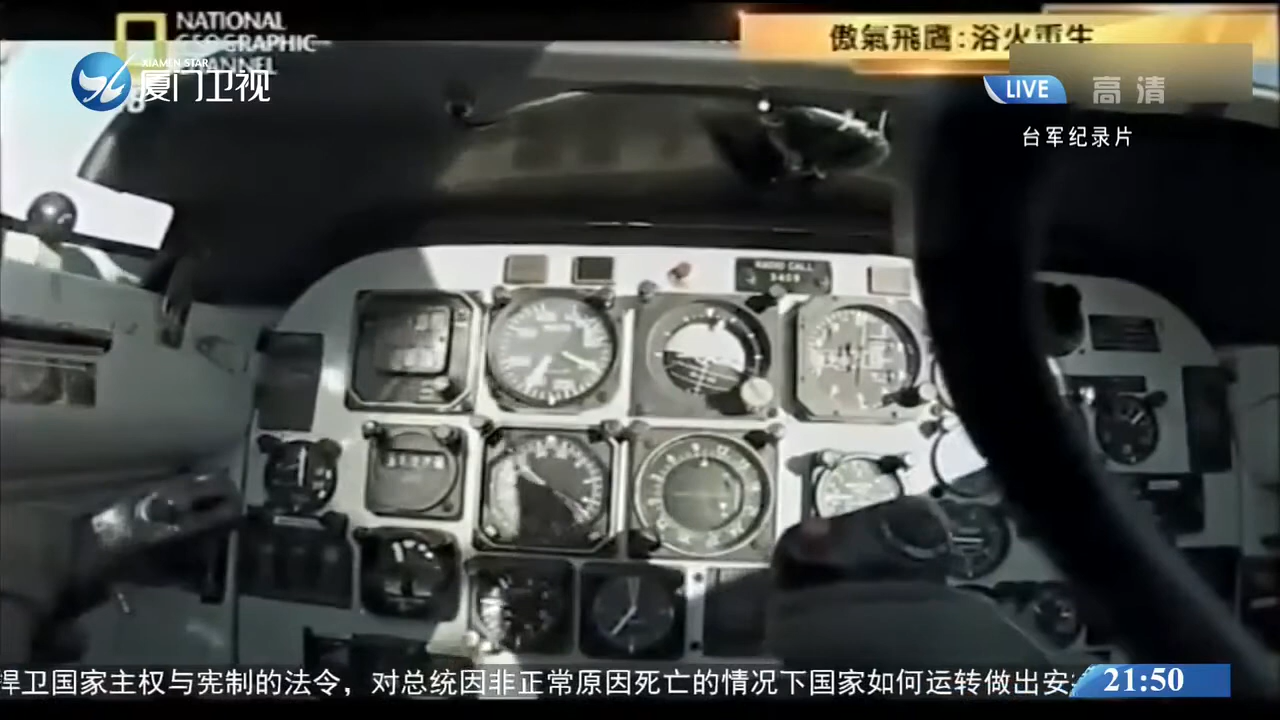 NATIONAL
GEOGRAPHIC
CHANNEL
XIAMEN STAR
厦门卫视
傲氣飛鷹:浴火重生
LIVE
高清
台军纪录片
RADIO CALL
5409
悍卫国家主权与宪制的法令，对总统因非正常原因死亡的情况下国家如何运转做出安
21:50